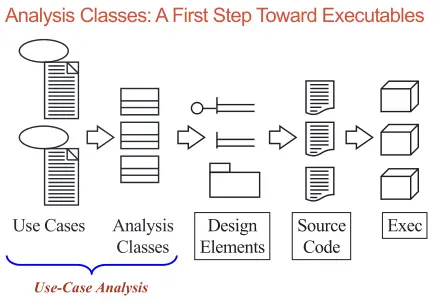 Analysis Classes: A First Step Toward Executables
Use Cases
Analysis
Classes
Design
Elements
Source
Code
Exec
Use-Case Analysis